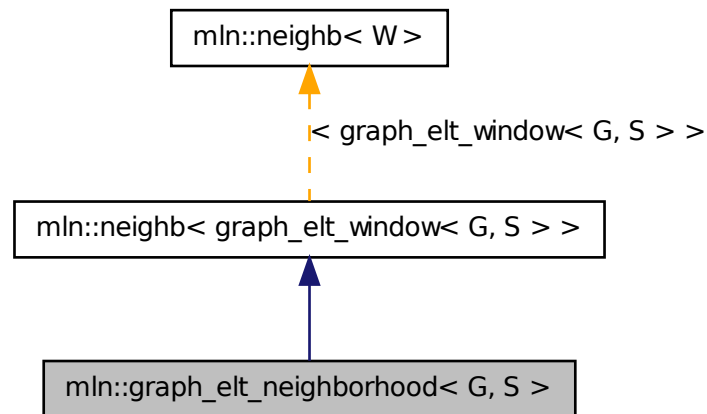 mln::neighb< W >
< graph_elt_window< G, S > >
mln::neighb< graph_elt_window< G, S > >
mln::graph_elt_neighborhood< G, S >